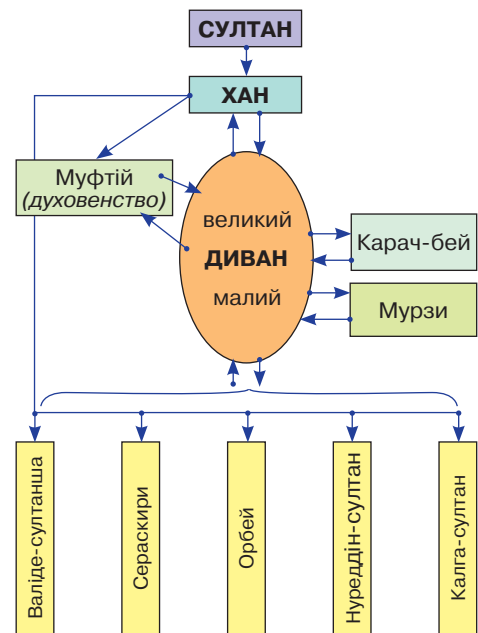 СУЛТАН
ХАН
Муфтій
(духовенство)
великий
ДИВАН
малий
Карач-бей
Мурзи
Валіде-султанша
Сераскири
Орбей
Нуреддін-султан
Калга-султан